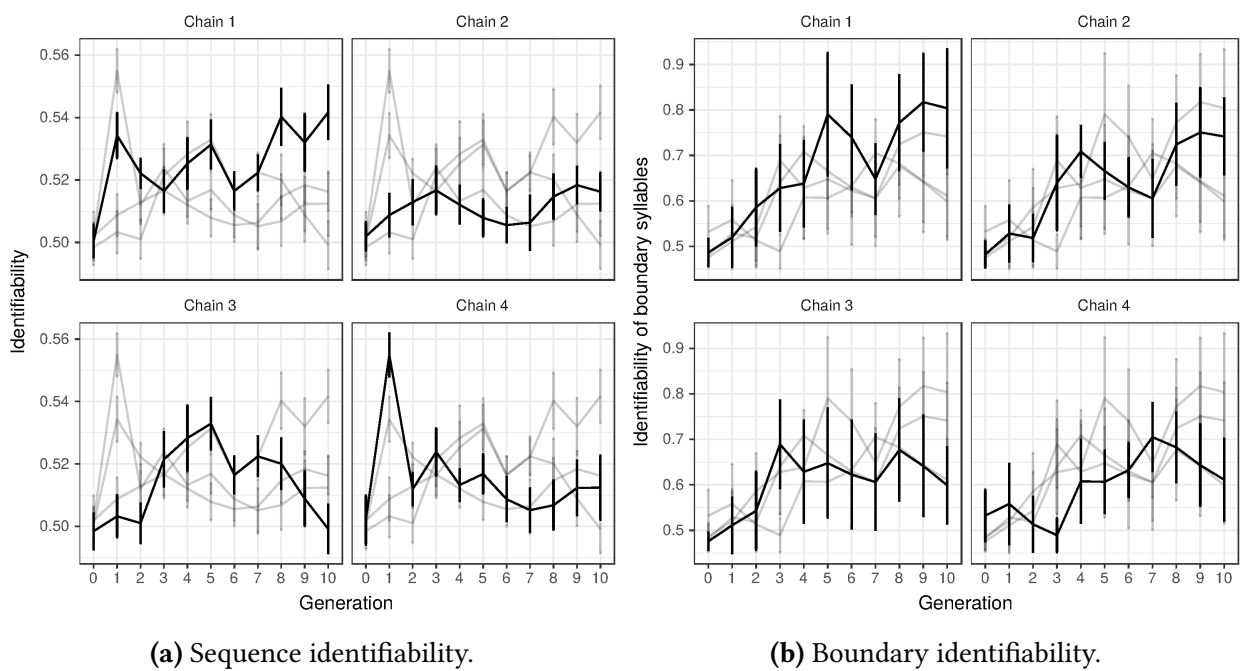 Chain 1
Chain 2
Chain 1
Chain 2
0.56
0.54
0.52
0.50
0.9
0.8
0.7
0.6
0.5
Identifiability
Identifiability of boundary syllables
Chain 3
Chain 4
Chain 3
Chain 4
0.56
0.54
0.52
0.50
0.9
0.8
0.7
0.6
0.5
0 1 2 3 4 5 6 7 8 9 10
0 1 2 3 4 5 6 7 8 9 10
0 1 2 3 4 5 6 7 8 9 10
0 1 2 3 4 5 6 7 8 9 10
Generation
Generation
(a) Sequence identifiability.
(b) Boundary identifiability.